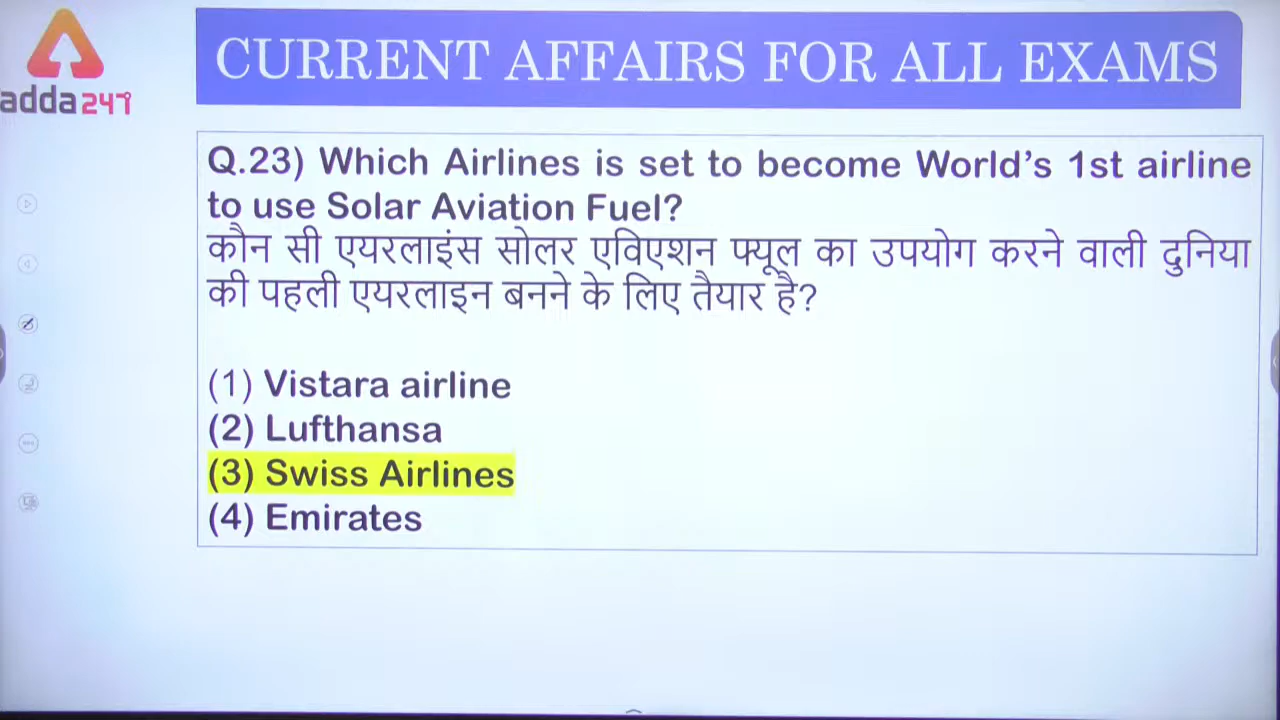 adda247
CURRENT AFFAIRS FOR ALL EXAMS
Q.23) Which Airlines is set to become World's 1st airline
to use Solar Aviation Fuel?
कौन सी एयरलाइंस सोलर एविएशन फ्यूल का उपयोग करने वाली दुनिया
की पहली एयरलाइन बनने के लिए तैयार है?
(1) Vistara airline
(2) Lufthansa
(3) Swiss Airlines
(4) Emirates